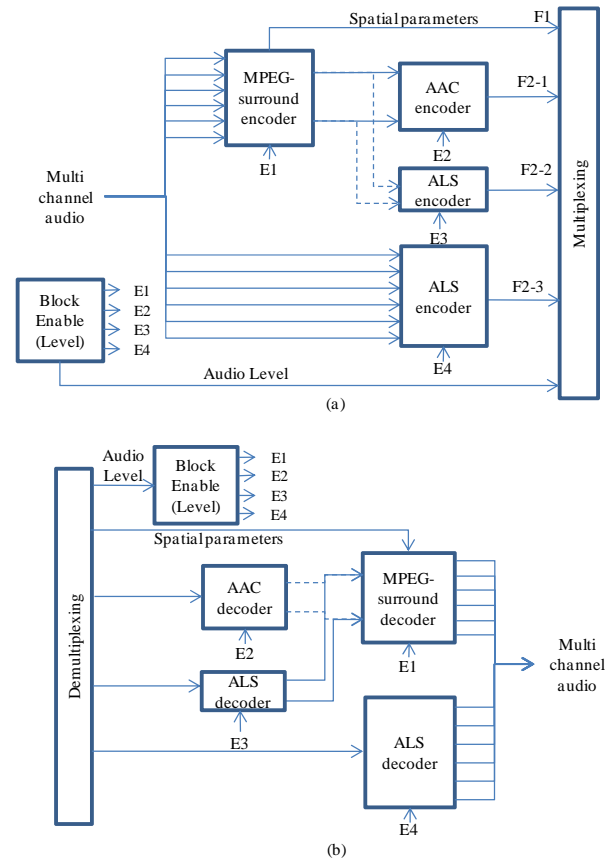 Spatial parameters
F1
MPEG-
surround
encoder
E1
AAC
encoder
E2
F2-1
ALS
encoder
E3
F2-2
Multi
channel
audio
ALS
encoder
E4
F2-3
Multiplexing
Block
Enable
(Level)
E1
E2
E3
E4
Audio Level
(a)
Audio
Level
Block
Enable
(Level)
E1
E2
E3
E4
Spatial parameters
Demultiplexing
AAC
decoder
E2
MPEG-
surround
decoder
E1
ALS
decoder
E3
Multi
channel
audio
ALS
decoder
E4
(b)